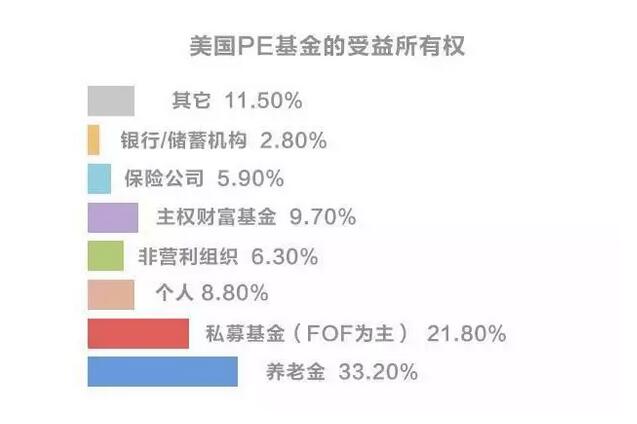 美国PE基金的受益所有权
其它 11.50%
银行/储蓄机构 2.80%
保险公司 5.90%
主权财富基金 9.70%
非营利组织 6.30%
个人 8.80%
私募基金（FOF为主） 21.80%
养老金 33.20%